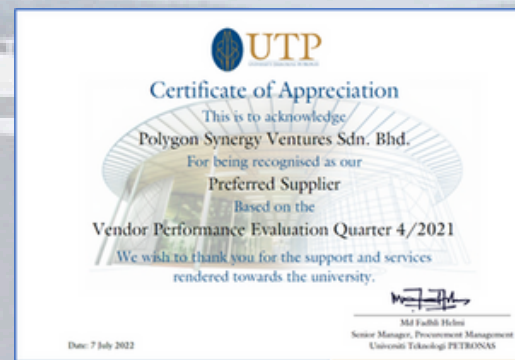 UTP
UNIVERSITI TEKNOLOGI PETRONAS
Certificate of Appreciation
This is to acknowledge
Polygon Synergy Ventures Sdn. Bhd.
For being recognised as our
Preferred Supplier
Based on the
Vendor Performance Evaluation Quarter 4/2021
We wish to thank you for the support and services
rendered towards the university.
Md Fadhli Helmi
Senior Manager, Procurement Management
Universiti Teknologi PETRONAS
Date: 7 July 2022